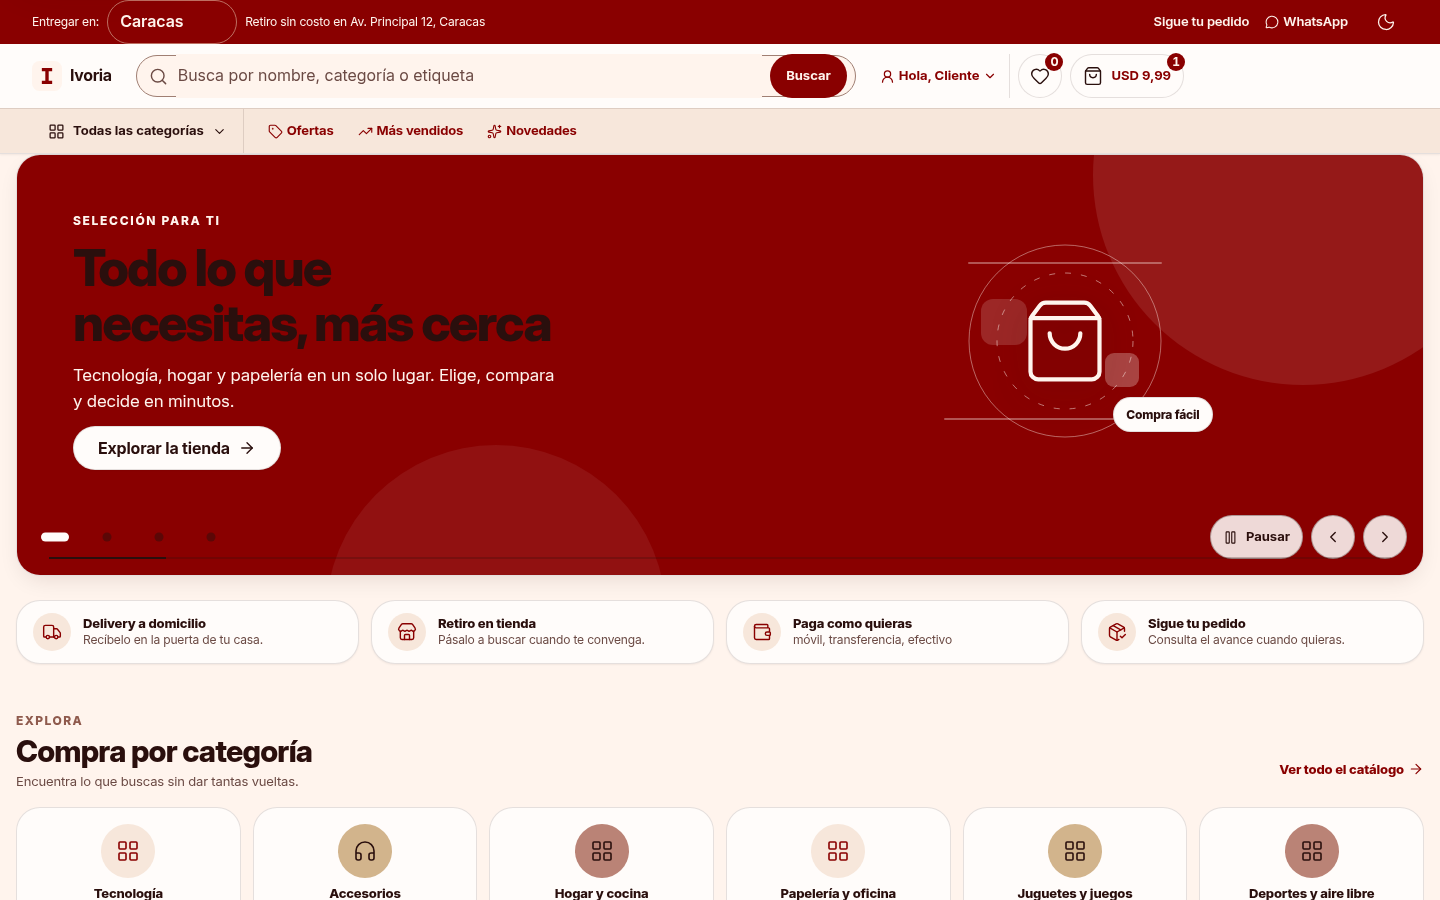 Entregar en: Caracas Retiro sin costo en Av. Principal 12, Caracas Sigue tu pedido WhatsApp
I Ivoria Busca por nombre, categoría o etiqueta Buscar Hola, Cliente 0 USD 9,99 1
Todas las categorías Ofertas Más vendidos Novedades
SELECCIÓN PARA TI
Todo lo que
necesitas, más cerca
Tecnología, hogar y papelería en un solo lugar. Elige, compara
y decide en minutos.
Explorar la tienda
Compra fácil
Pausar
Delivery a domicilio
Recíbelo en la puerta de tu casa.
Retiro en tienda
Pásalo a buscar cuando te convenga.
Paga como quieras
móvil, transferencia, efectivo
Sigue tu pedido
Consulta el avance cuando quieras.
EXPLORA
Compra por categoría
Encuentra lo que buscas sin dar tantas vueltas.
Ver todo el catálogo
Tecnología
Accesorios
Hogar y cocina
Papelería y oficina
Juguetes y juegos
Deportes y aire libre